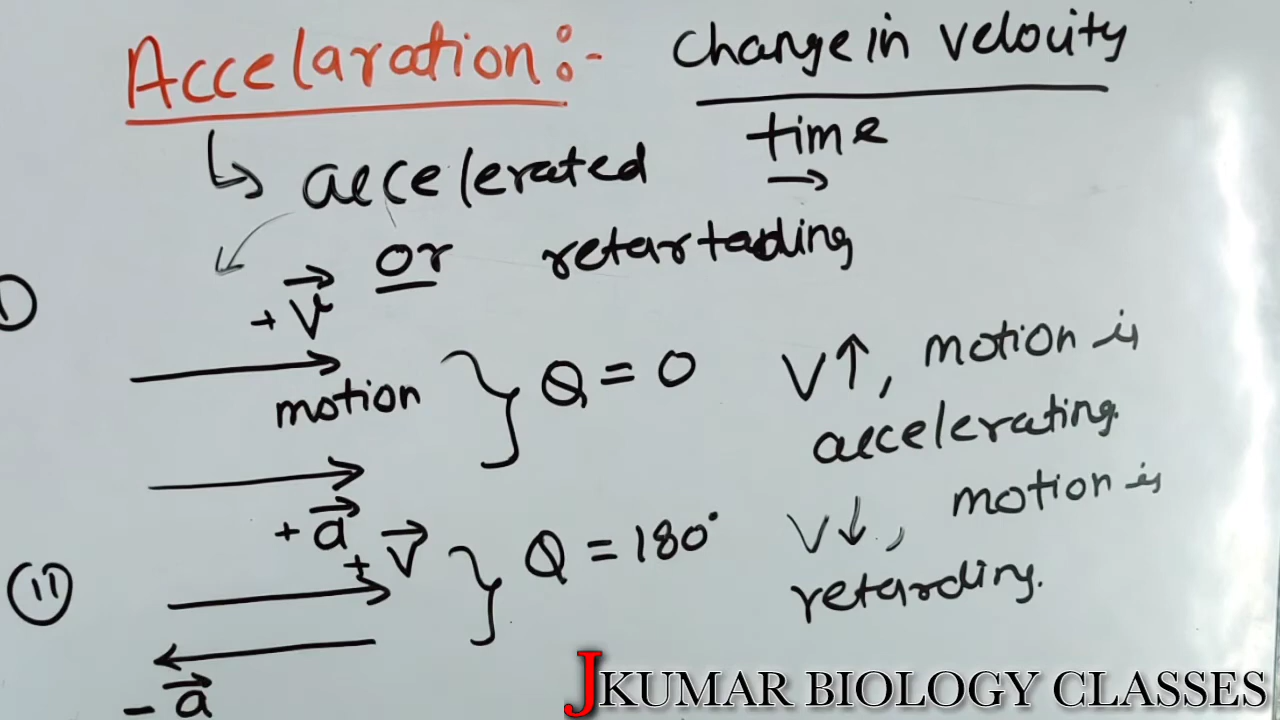 Accelaration :- Change in velocity
time
↳ accelerated
or retartading
I
+ V⃗
motion } Q = 0 V↑, motion is
accelerating.
+ a⃗
II
+ V⃗ } Q = 180° V↓, motion is
retarding.
- a⃗
JKUMAR BIOLOGY CLASSES